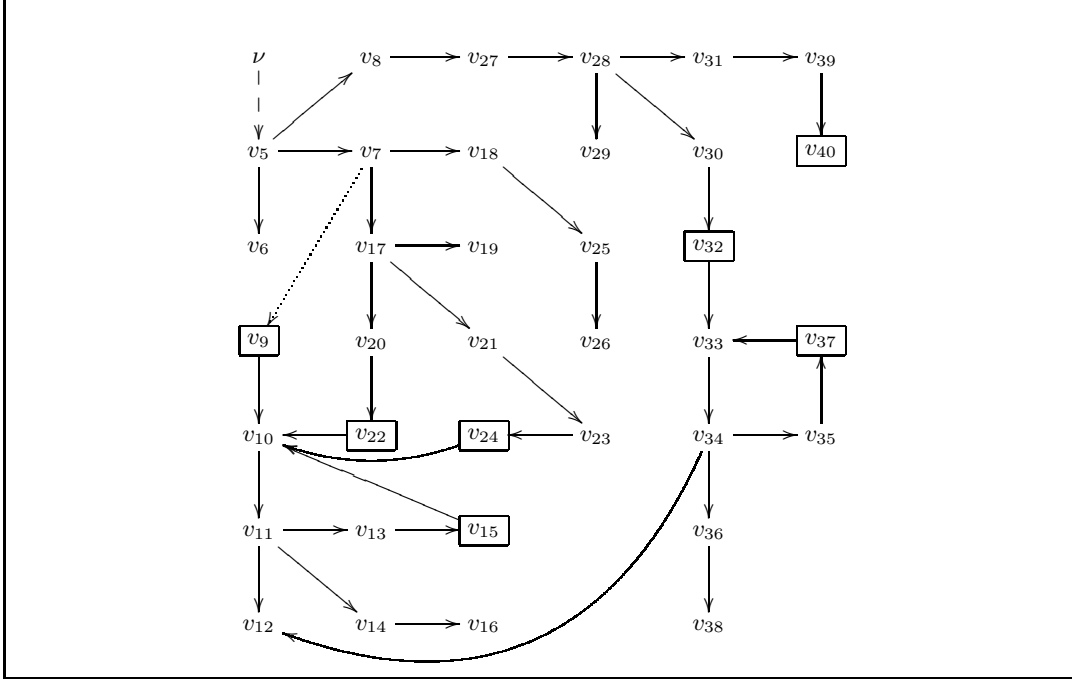 ν v₈ v₂₇ v₂₈ v₃₁ v₃₉
v₅ v₇ v₁₈ v₂₉ v₃₀ v₄₀
v₆ v₁₇ v₁₉ v₂₅ v₃₂
v₉ v₂₀ v₂₁ v₂₆ v₃₃ v₃₇
v₁₀ v₂₂ v₂₄ v₂₃ v₃₄ v₃₅
v₁₁ v₁₃ v₁₅ v₃₆
v₁₂ v₁₄ v₁₆ v₃₈